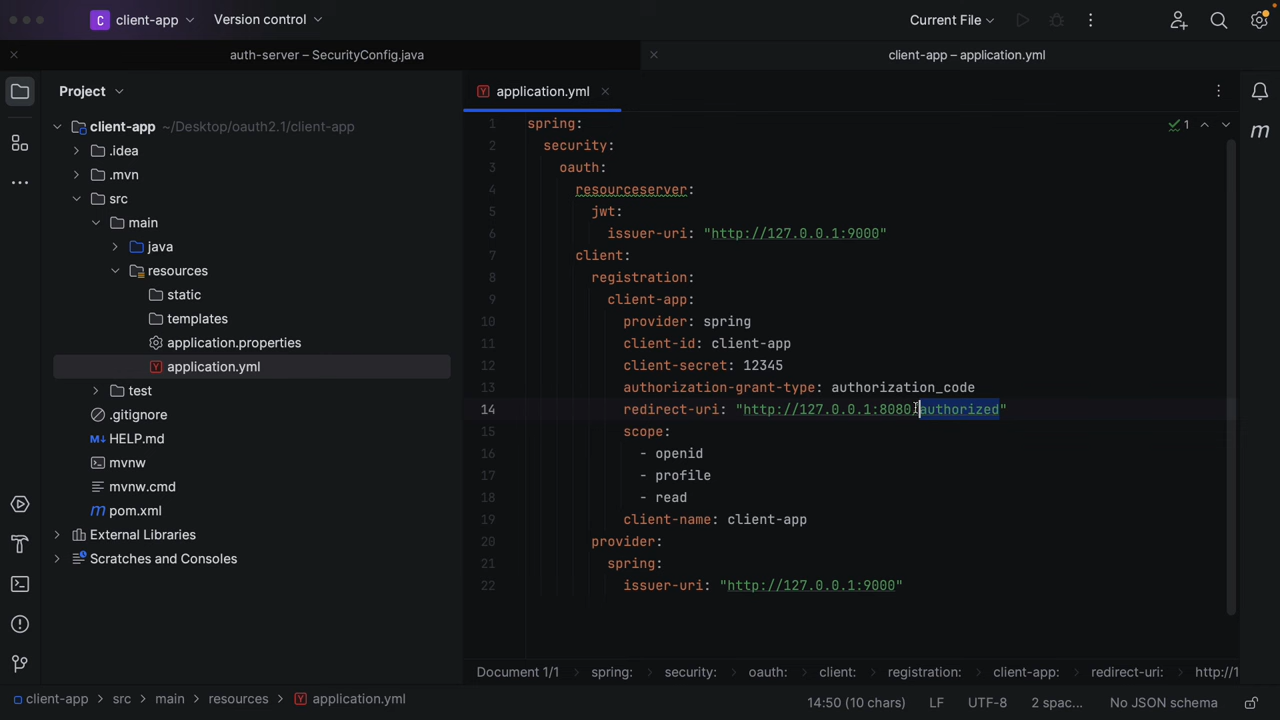 C client-app Version control Current File
auth-server – SecurityConfig.java
client-app – application.yml
Project
application.yml
client-app ~/Desktop/oauth2.1/client-app
.idea
.mvn
src
main
java
resources
static
templates
application.properties
application.yml
test
.gitignore
M↓ HELP.md
mvnw
mvnw.cmd
m pom.xml
External Libraries
Scratches and Consoles
1 spring:
2 security:
3 oauth:
4 resourceserver:
5 jwt:
6 issuer-uri: "http://127.0.0.1:9000"
7 client:
8 registration:
9 client-app:
10 provider: spring
11 client-id: client-app
12 client-secret: 12345
13 authorization-grant-type: authorization_code
14 redirect-uri: "http://127.0.0.1:8080/authorized"
15 scope:
16 - openid
17 - profile
18 - read
19 client-name: client-app
20 provider:
21 spring:
22 issuer-uri: "http://127.0.0.1:9000"
1
m
Document 1/1 spring: security: oauth: client: registration: client-app: redirect-uri: http://1
client-app src main resources application.yml
14:50 (10 chars) LF UTF-8 2 spac... No JSON schema